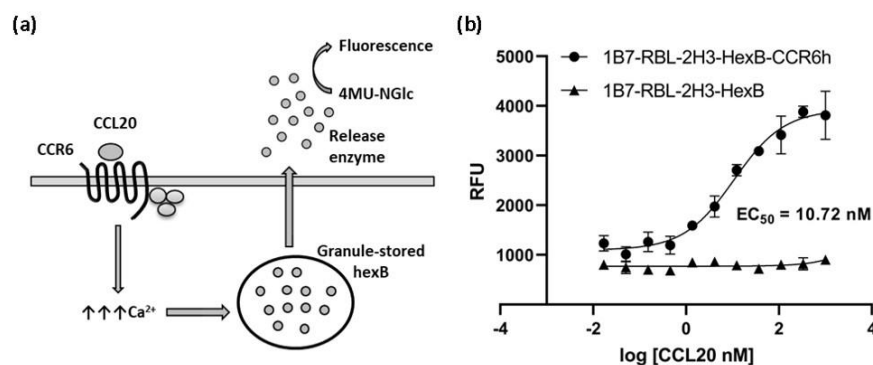 (a)
Fluorescence
4MU-NGlc
CCL20
CCR6
Release
enzyme
Granule-stored
hexB
↑↑↑Ca²⁺
(b)
1B7-RBL-2H3-HexB-CCR6h
1B7-RBL-2H3-HexB
5000
4000
3000
2000
1000
0
RFU
EC₅₀ = 10.72 nM
-4 -2 0 2 4
log [CCL20 nM]